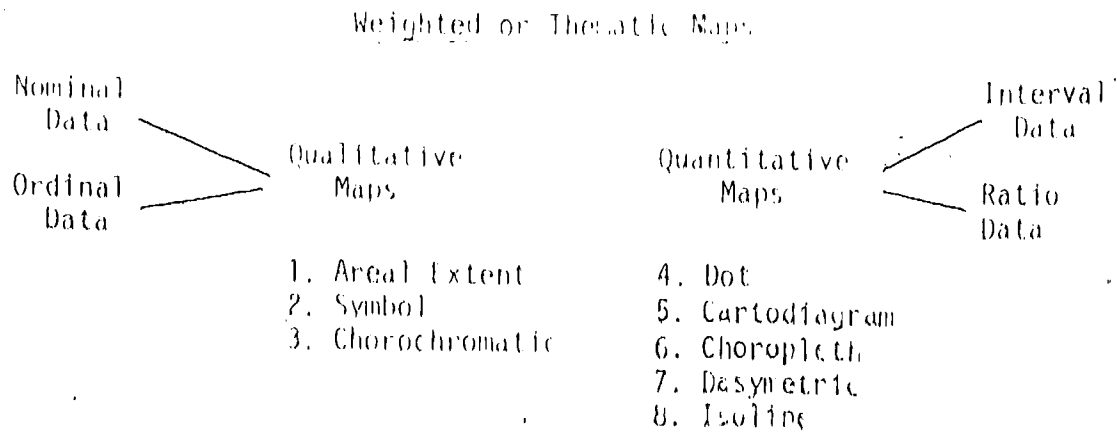 Weighted or Thematic Maps
Nominal
Data
Ordinal
Data
Qualitative
Maps
Quantitative
Maps
Interval
Data
Ratio
Data
1. Areal Extent
2. Symbol
3. Chorochromatic
4. Dot
5. Cartodiagram
6. Choropleth
7. Dasymetric
8. Isoline